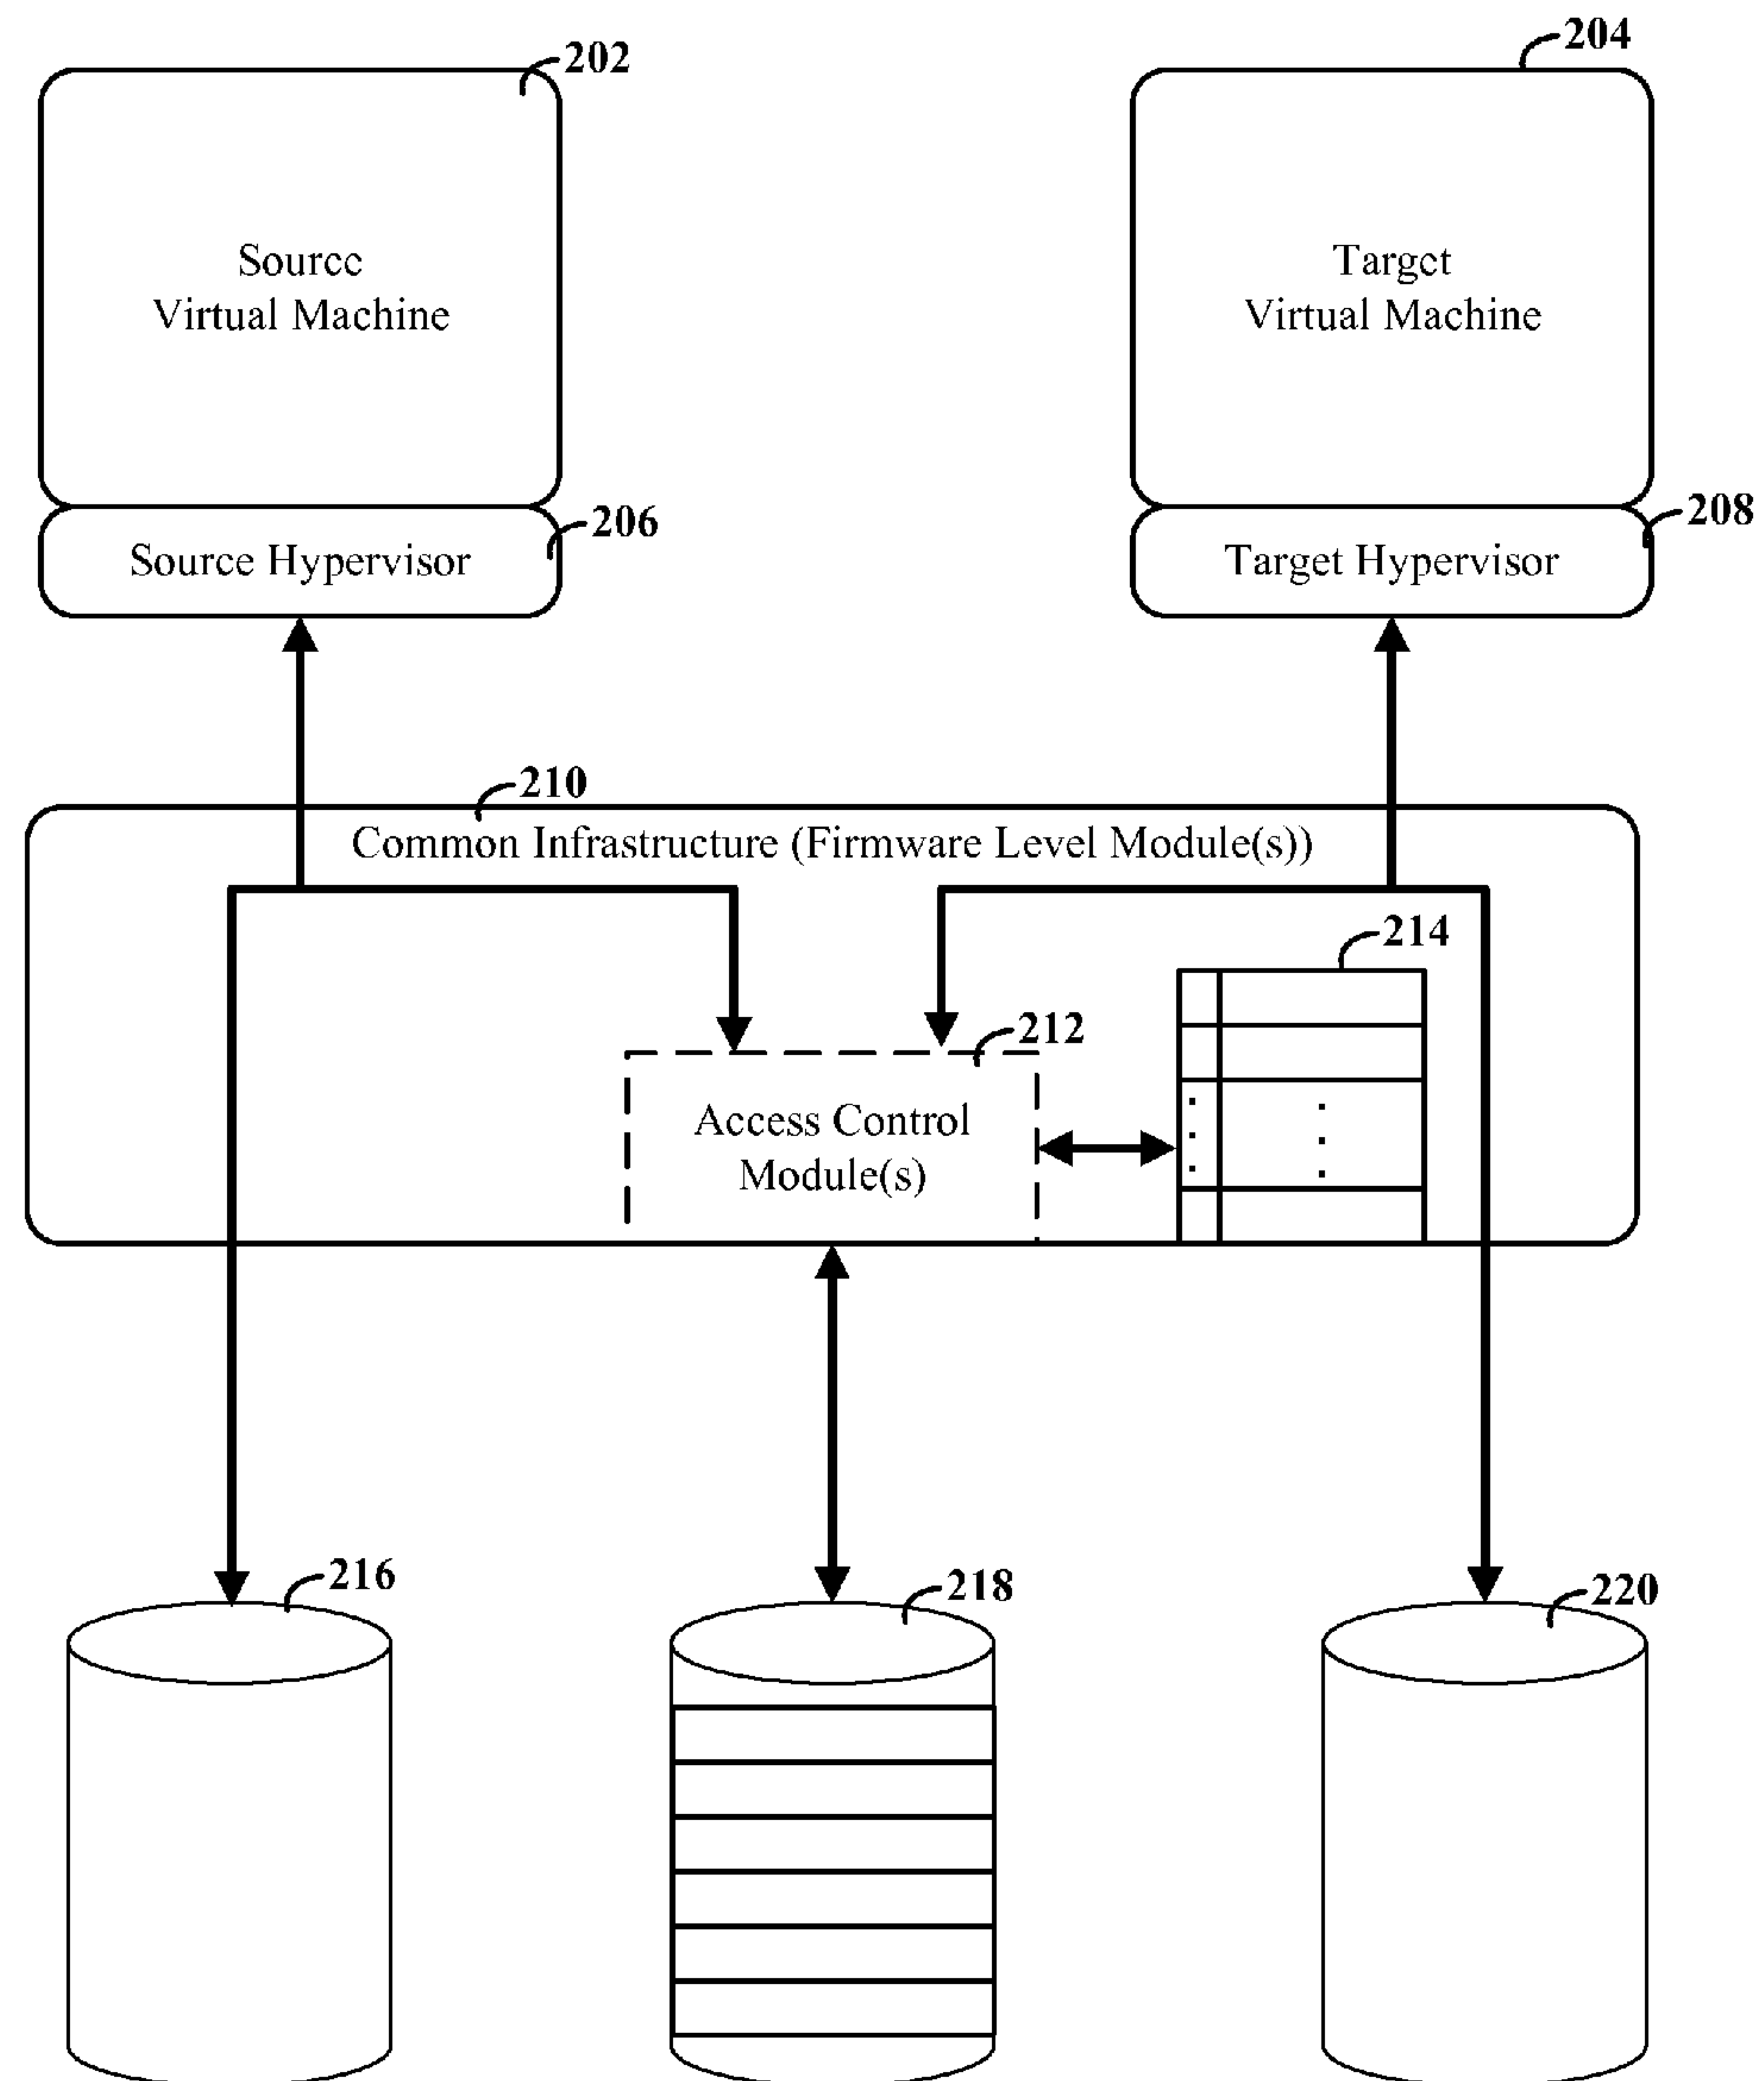 202
204
Source
Virtual Machine
Target
Virtual Machine
206
208
Source Hypervisor
Target Hypervisor
210
Common Infrastructure (Firmware Level Module(s))
214
212
Access Control
Module(s)
216
218
220